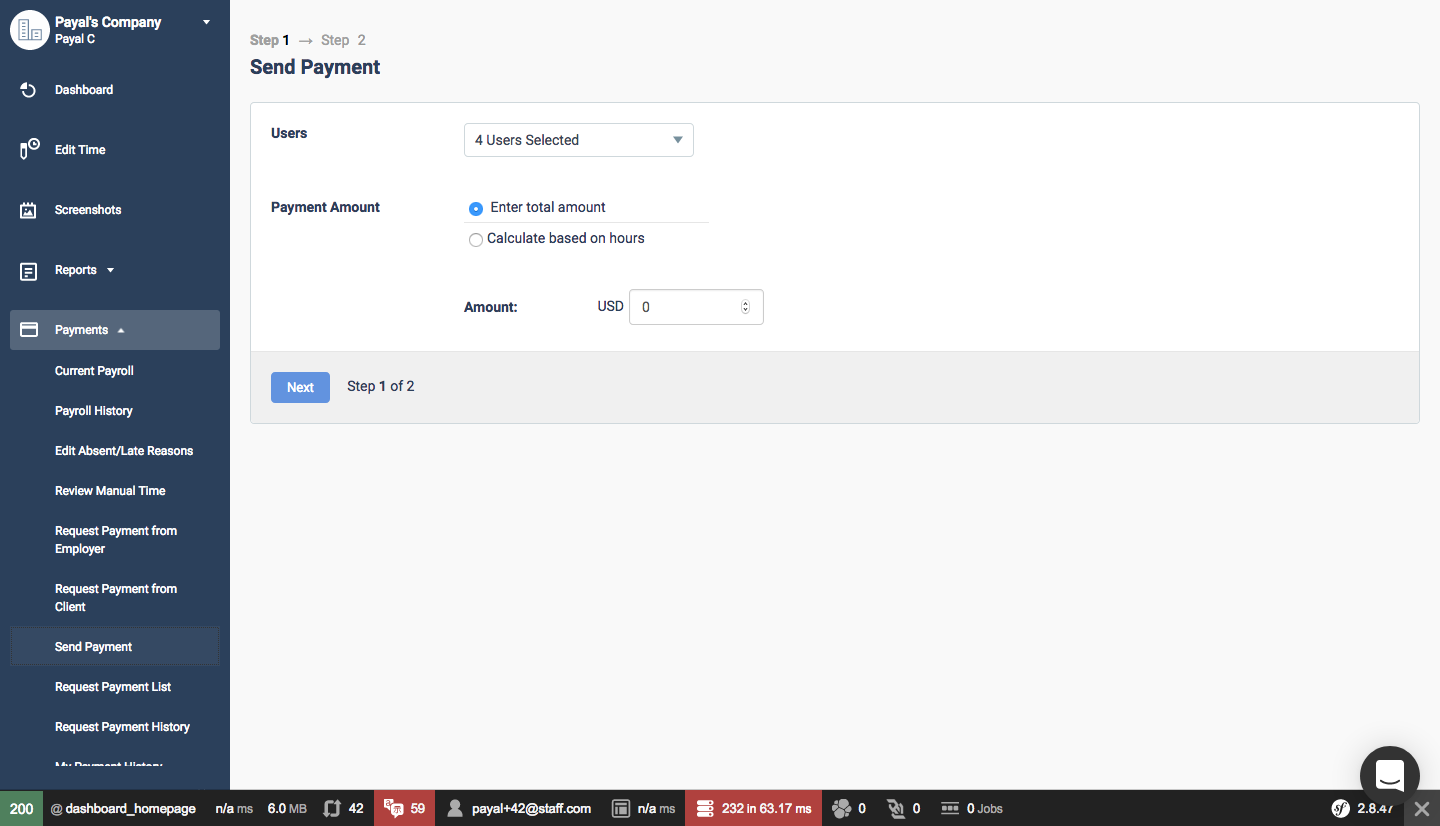 Payal's Company
Payal C
Dashboard
Edit Time
Screenshots
Reports
Payments
Current Payroll
Payroll History
Edit Absent/Late Reasons
Review Manual Time
Request Payment from
Employer
Request Payment from
Client
Send Payment
Request Payment List
Request Payment History
My Payment History
Step 1 → Step 2
Send Payment
Users
4 Users Selected
Payment Amount
Enter total amount
Calculate based on hours
Amount:
USD 0
Next
Step 1 of 2
200 @ dashboard_homepage n/a ms 6.0 MB 42 59 payal+42@staff.com n/a ms 232 in 63.17 ms 0 0 0 Jobs sf 2.8.47